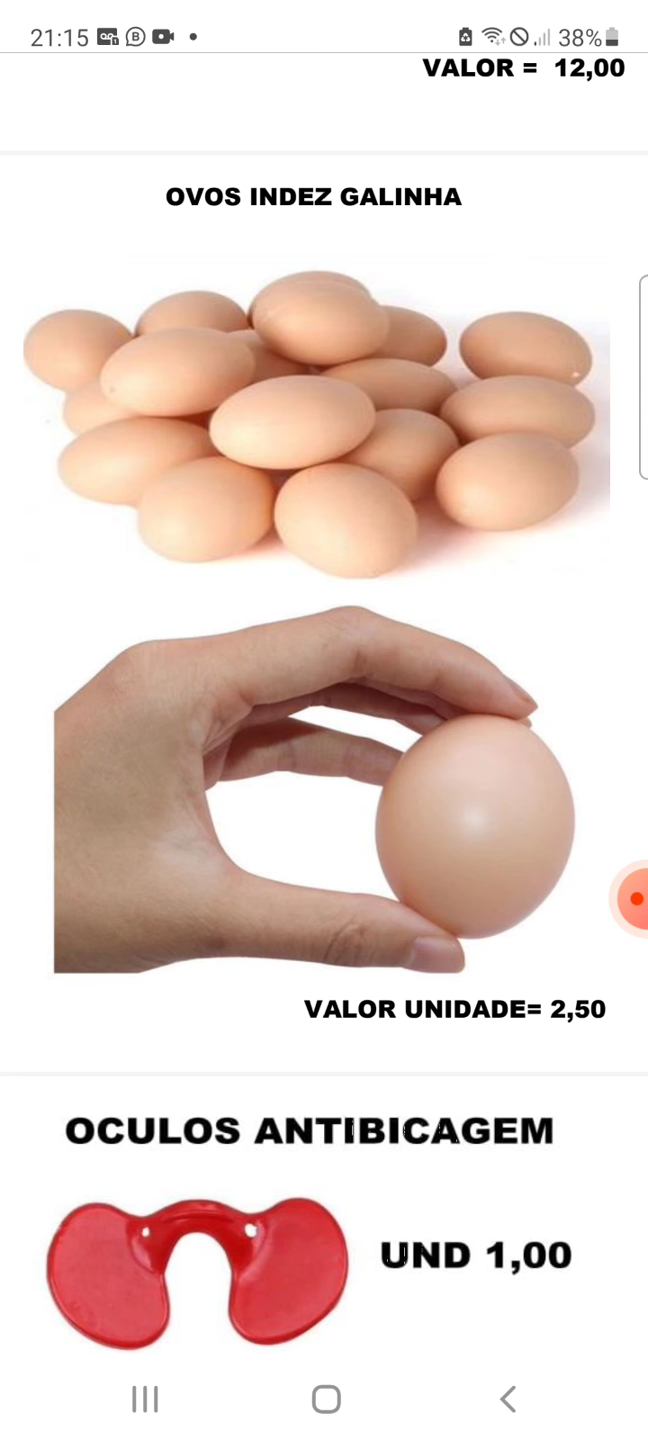 21:15
38%
VALOR = 12,00
OVOS INDEZ GALINHA
VALOR UNIDADE= 2,50
OCULOS ANTIBICAGEM
UND 1,00